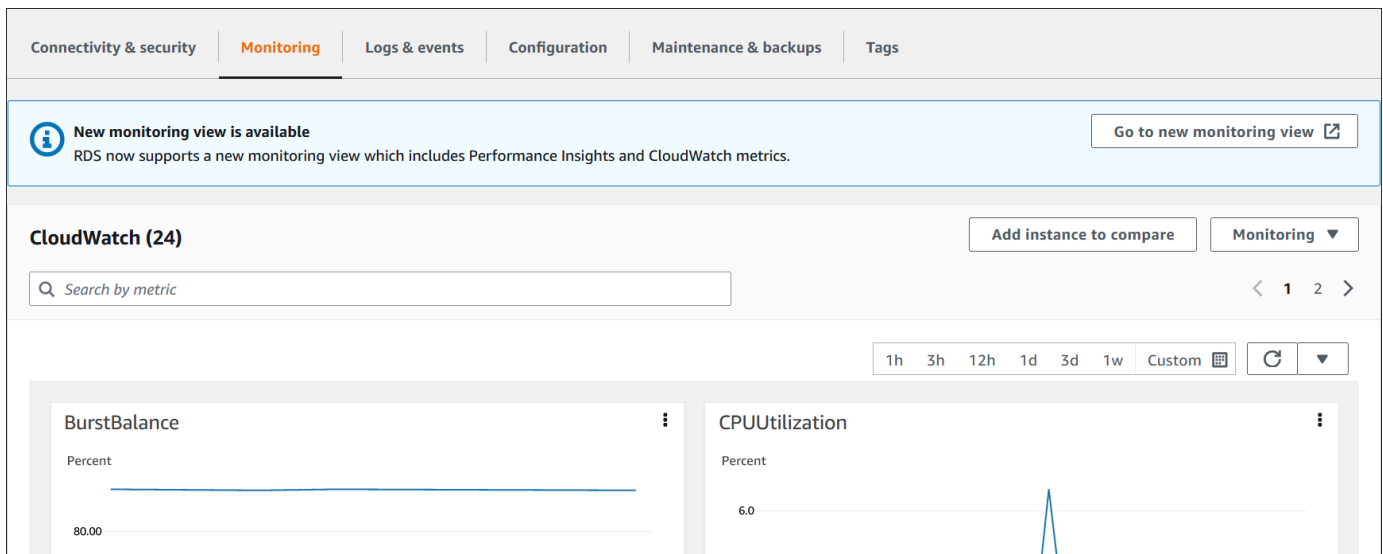 Connectivity & security Monitoring Logs & events Configuration Maintenance & backups Tags
New monitoring view is available
RDS now supports a new monitoring view which includes Performance Insights and CloudWatch metrics.
Go to new monitoring view
CloudWatch (24)
Add instance to compare
Monitoring
Search by metric
1 2
1h 3h 12h 1d 3d 1w Custom
BurstBalance
Percent
80.00
CPUUtilization
Percent
6.0